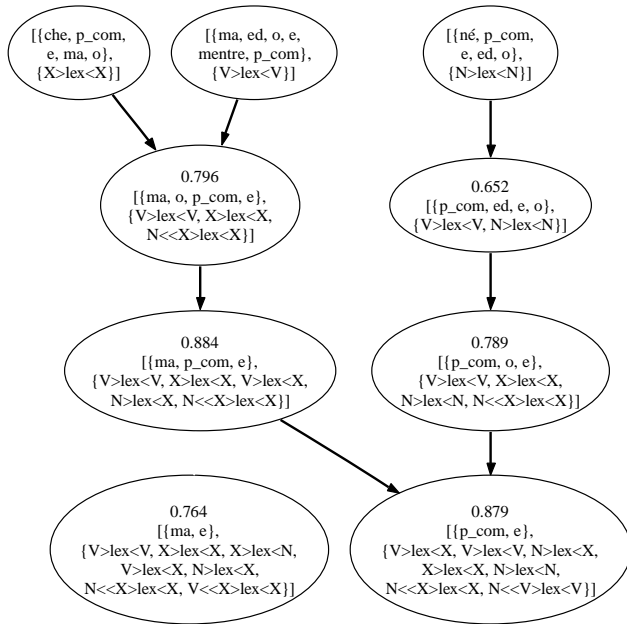 [{che, p_com,
e, ma, o},
{X>lex<X}]
[{ma, ed, o, e,
mentre, p_com},
{V>lex<V}]
[{né, p_com,
e, ed, o},
{N>lex<N}]
0.796
[{ma, o, p_com, e},
{V>lex<V, X>lex<X,
N<<X>lex<X}]
0.652
[{p_com, ed, e, o},
{V>lex<V, N>lex<N}]
0.884
[{ma, p_com, e},
{V>lex<V, X>lex<X, V>lex<X,
N>lex<X, N<<X>lex<X}]
0.789
[{p_com, o, e},
{V>lex<V, X>lex<X,
N>lex<N, N<<X>lex<X}]
0.764
[{ma, e},
{V>lex<V, X>lex<X, X>lex<N,
V>lex<X, N>lex<X,
N<<X>lex<X, V<<X>lex<X}]
0.879
[{p_com, e},
{V>lex<X, V>lex<V, N>lex<X,
X>lex<X, N>lex<N,
N<<X>lex<X, N<<V>lex<V}]